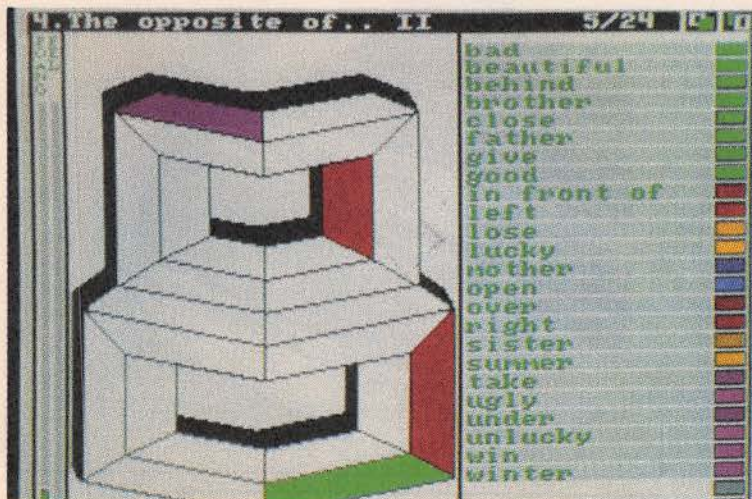 4.The opposite of.. II 5/24
bad
beautiful
behind
brother
close
father
give
good
in front of
left
lose
lucky
mother
open
over
right
sister
summer
take
ugly
under
unlucky
win
winter